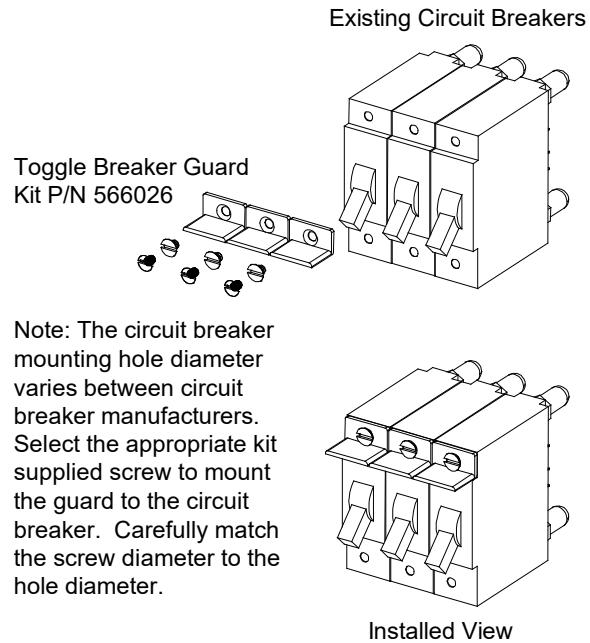 Existing Circuit Breakers
Toggle Breaker Guard
Kit P/N 566026
Note: The circuit breaker
mounting hole diameter
varies between circuit
breaker manufacturers.
Select the appropriate kit
supplied screw to mount
the guard to the circuit
breaker.  Carefully match
the screw diameter to the
hole diameter.
Installed View